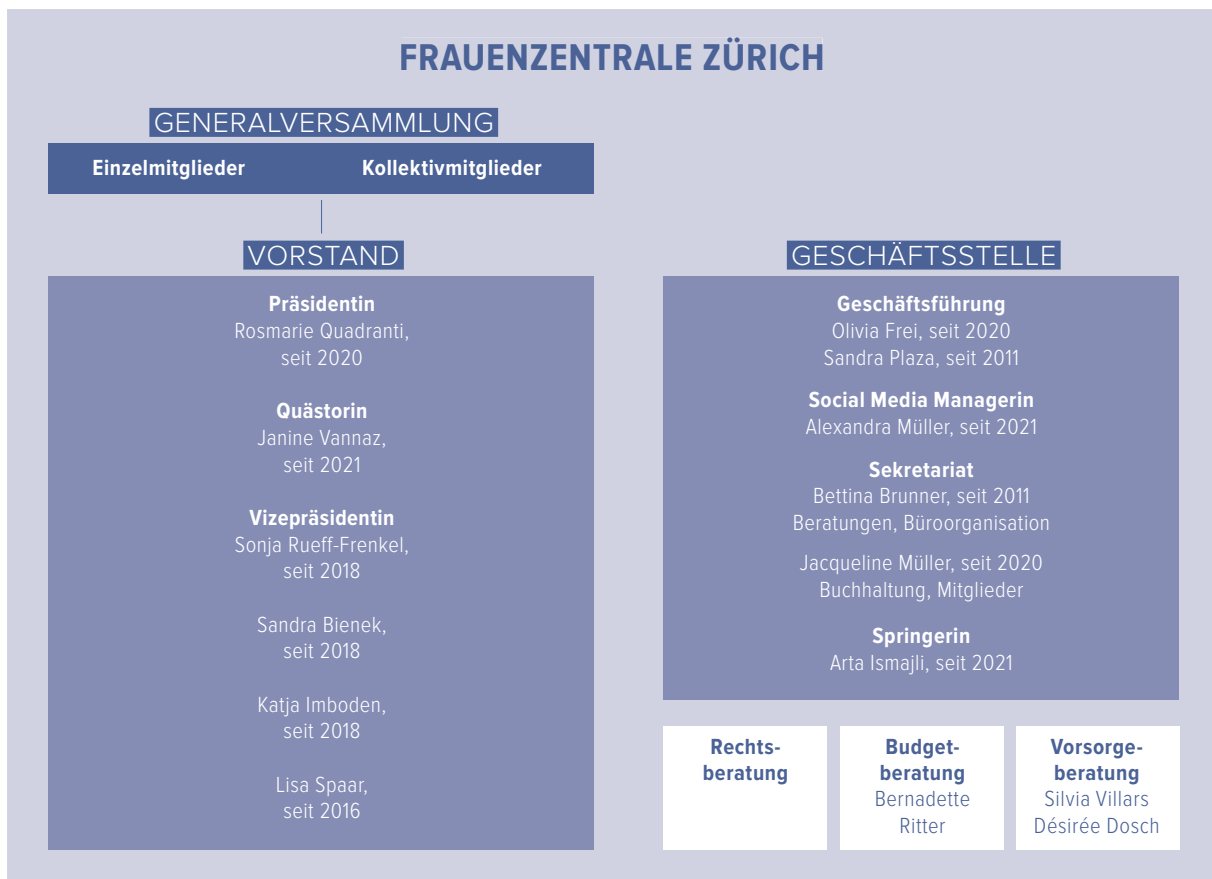 FRAUENZENTRALE ZÜRICH
GENERALVERSAMMLUNG
Einzelmitglieder Kollektivmitglieder
VORSTAND
Präsidentin
Rosmarie Quadranti,
seit 2020
Quästorin
Janine Vannaz,
seit 2021
Vizepräsidentin
Sonja Rueff-Frenkel,
seit 2018
Sandra Bienek,
seit 2018
Katja Imboden,
seit 2018
Lisa Spaar,
seit 2016
GESCHÄFTSSTELLE
Geschäftsführung
Olivia Frei, seit 2020
Sandra Plaza, seit 2011
Social Media Managerin
Alexandra Müller, seit 2021
Sekretariat
Bettina Brunner, seit 2011
Beratungen, Büroorganisation
Jacqueline Müller, seit 2020
Buchhaltung, Mitglieder
Springerin
Arta Ismajli, seit 2021
Rechts-
beratung
Budget-
beratung
Bernadette
Ritter
Vorsorge-
beratung
Silvia Villars
Désirée Dosch